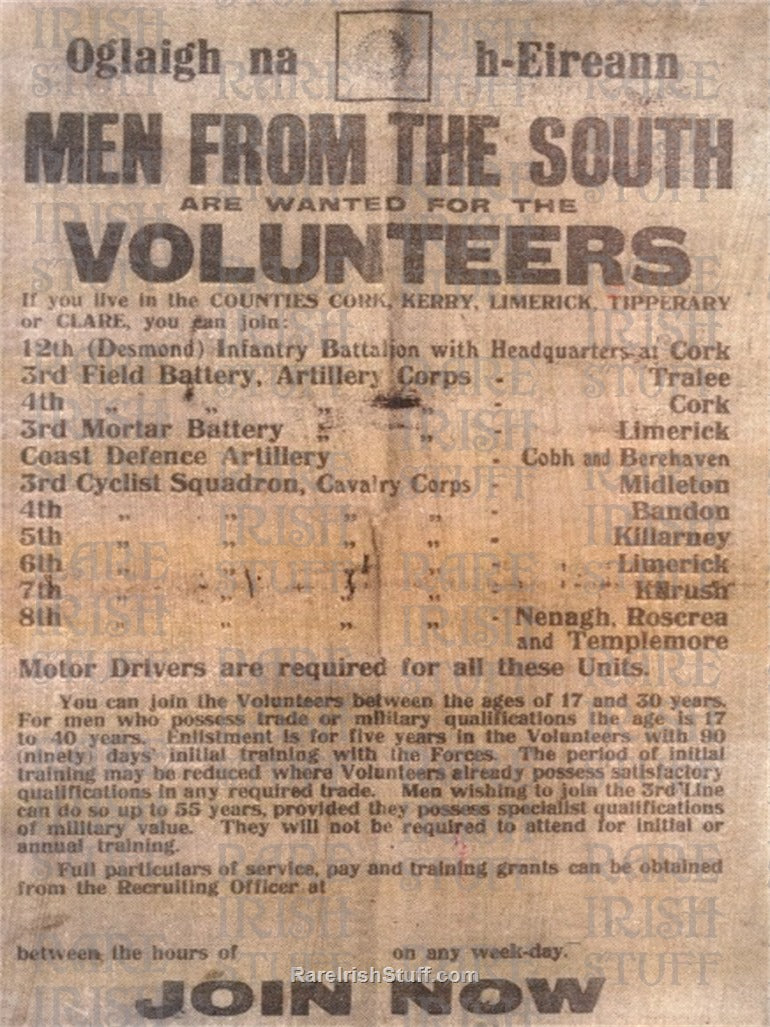 Oglaigh na h-Eireann
MEN FROM THE SOUTH
ARE WANTED FOR THE
VOLUNTEERS
If you live in the COUNTIES CORK, KERRY, LIMERICK, TIPPERARY
or CLARE, you can join:
12th (Desmond) Infantry Battalion with Headquarters at Cork
3rd Field Battery, Artillery Corps - Tralee
4th „ „ „ „ - Cork
3rd Mortar Battery „ „ - Limerick
Coast Defence Artillery - Cobh and Berehaven
3rd Cyclist Squadron, Cavalry Corps - Midleton
4th „ „ „ „ - Bandon
5th „ „ „ „ - Killarney
6th „ „ „ „ - Limerick
7th „ „ „ „ - Kilrush
8th „ „ „ „ - Nenagh, Roscrea
and Templemore
Motor Drivers are required for all these Units.
You can join the Volunteers between the ages of 17 and 30 years.
For men who possess trade or military qualifications the age is 17
to 40 years. Enlistment is for five years in the Volunteers with 90
(ninety) days' initial training with the Forces. The period of initial
training may be reduced where Volunteers already possess satisfactory
qualifications in any required trade. Men wishing to join the 3rd Line
can do so up to 55 years, provided they possess specialist qualifications
of military value. They will not be required to attend for initial or
annual training.
Full particulars of service, pay and training grants can be obtained
from the Recruiting Officer at
between the hours of on any week-day.
RareIrishStuff.com
JOIN NOW